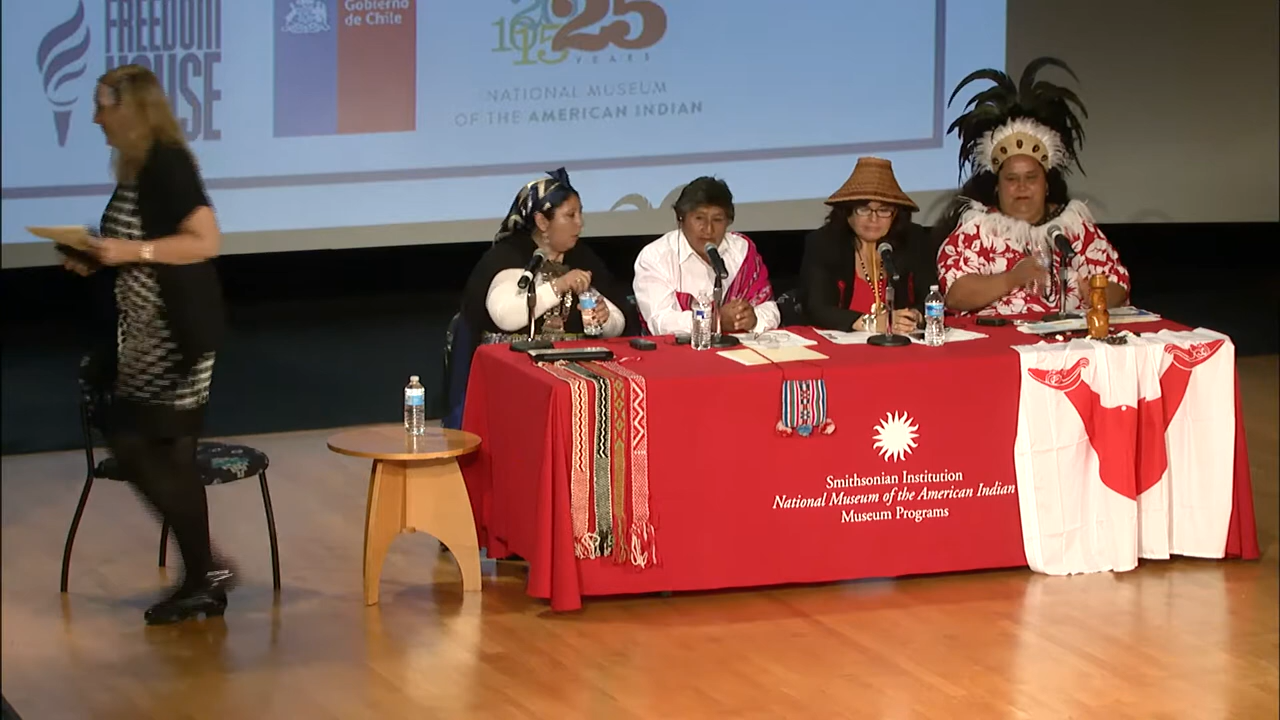 FREEDOM
HOUSE
Gobierno
de Chile
25
YEARS
NATIONAL MUSEUM
OF THE AMERICAN INDIAN
Smithsonian Institution
National Museum of the American Indian
Museum Programs